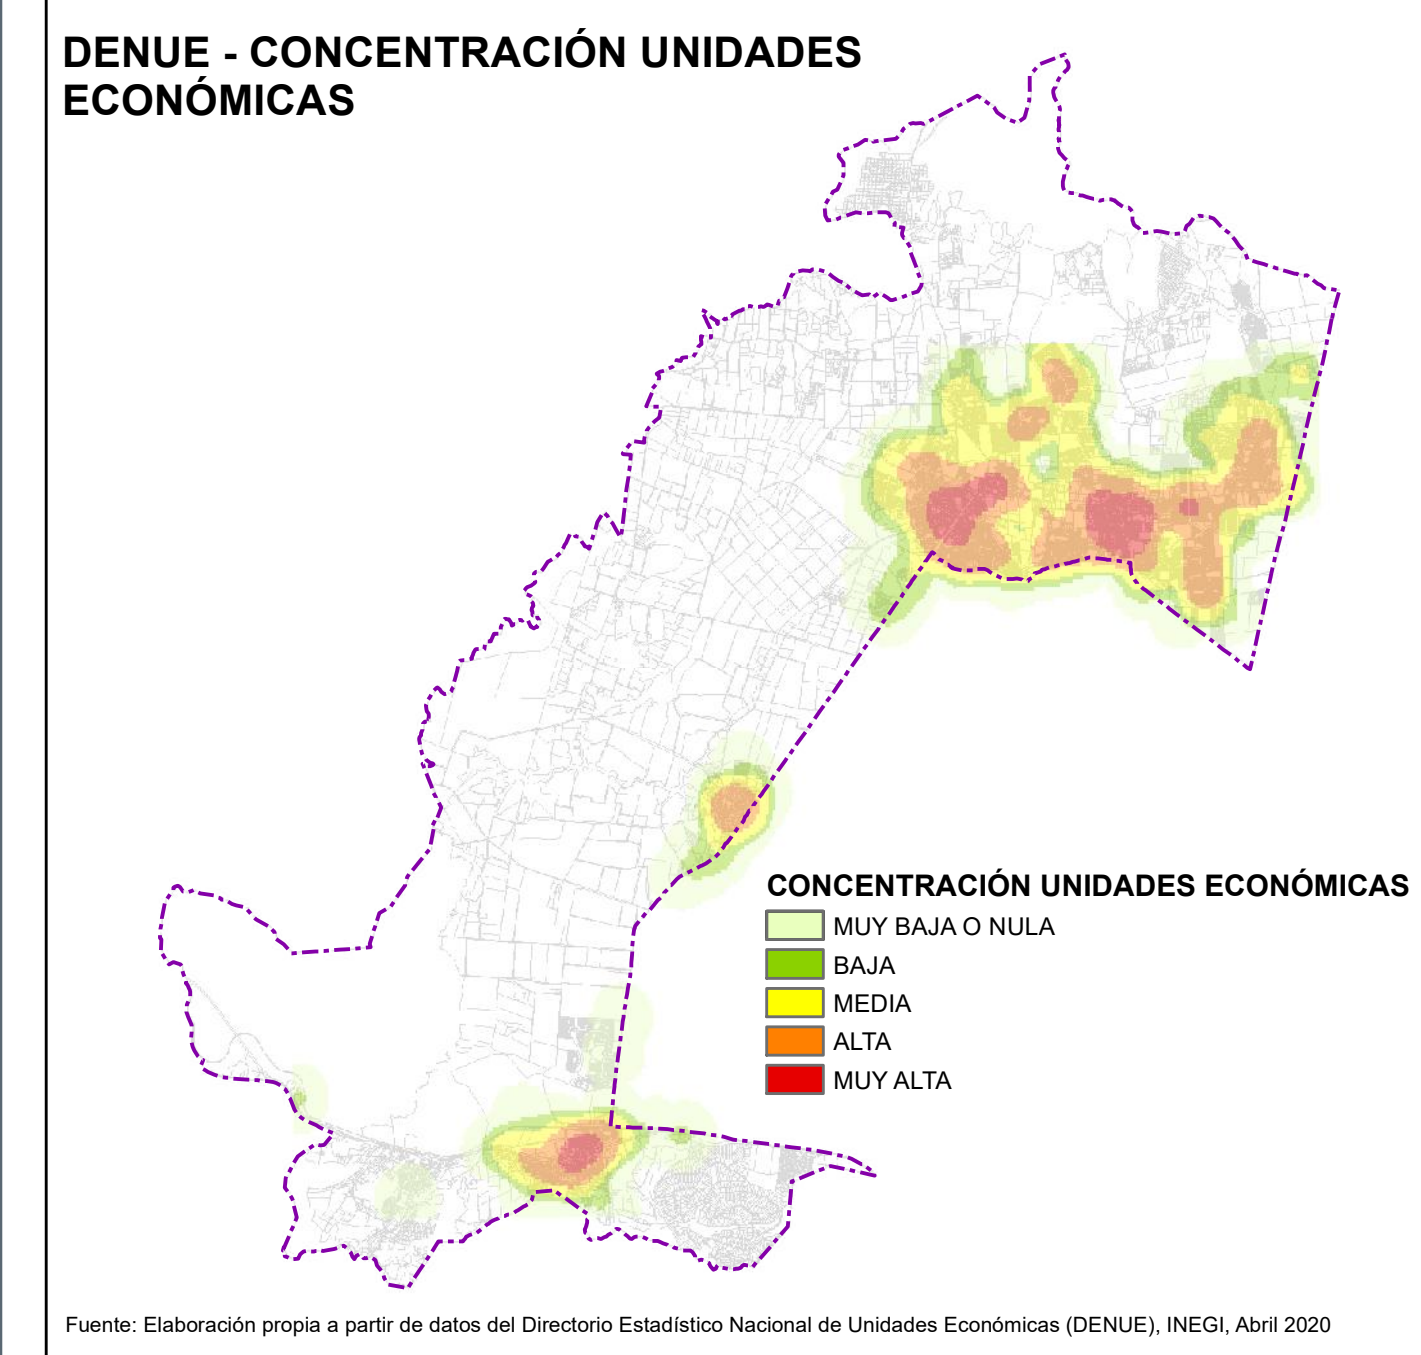 DENUE - CONCENTRACIÓN UNIDADES
ECONÓMICAS
CONCENTRACIÓN UNIDADES ECONÓMICAS
MUY BAJA O NULA
BAJA
MEDIA
ALTA
MUY ALTA
Fuente: Elaboración propia a partir de datos del Directorio Estadístico Nacional de Unidades Económicas (DENUE), INEGI, Abril 2020